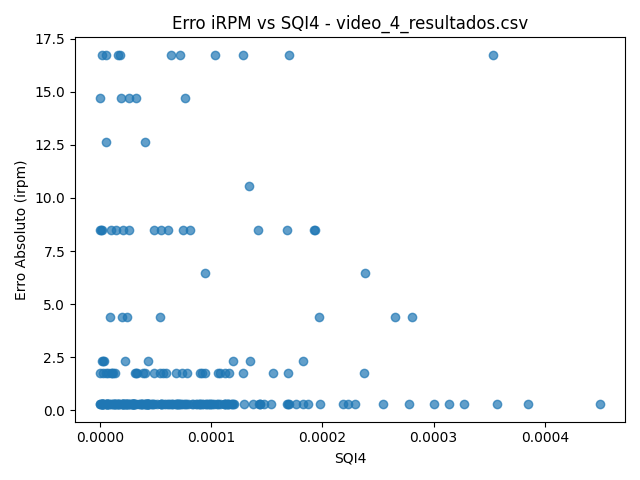 Erro iRPM vs SQI4 - video_4_resultados.csv
17.5
15.0
12.5
10.0
7.5
5.0
2.5
0.0
Erro Absoluto (irpm)
0.0000 0.0001 0.0002 0.0003 0.0004
SQI4